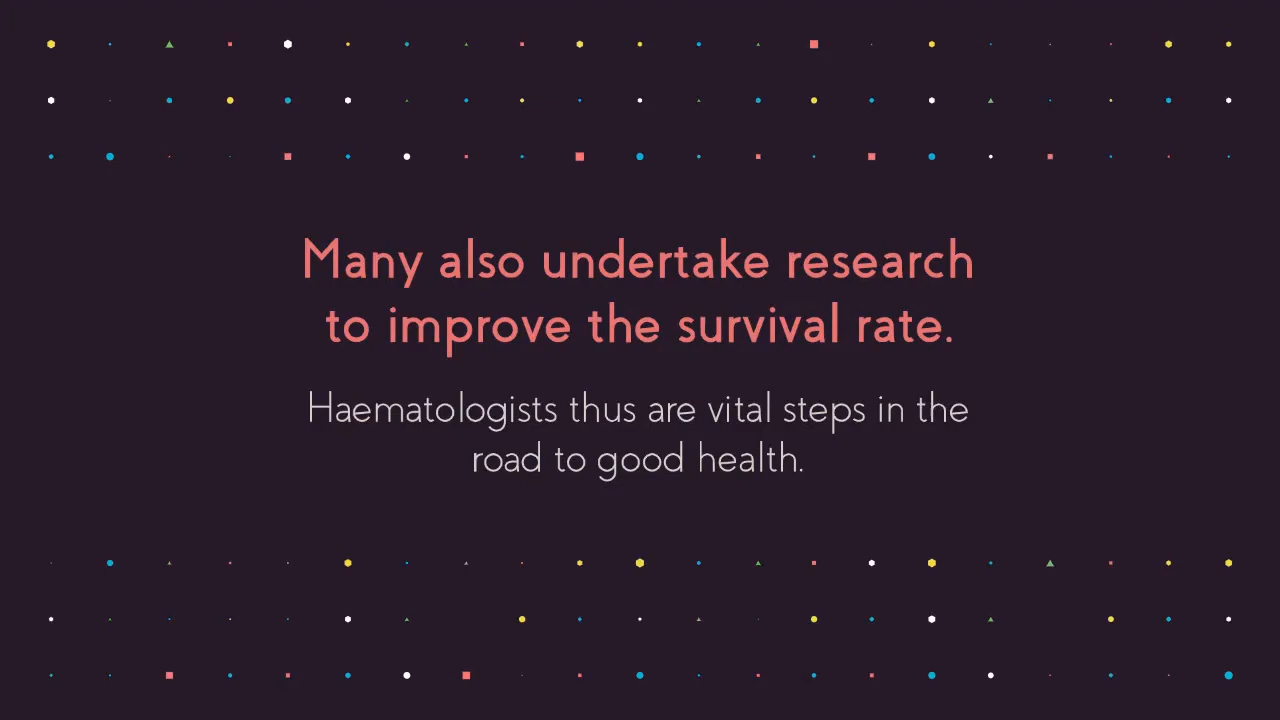 Many also undertake research
to improve the survival rate.
Haematologists thus are vital steps in the
road to good health.